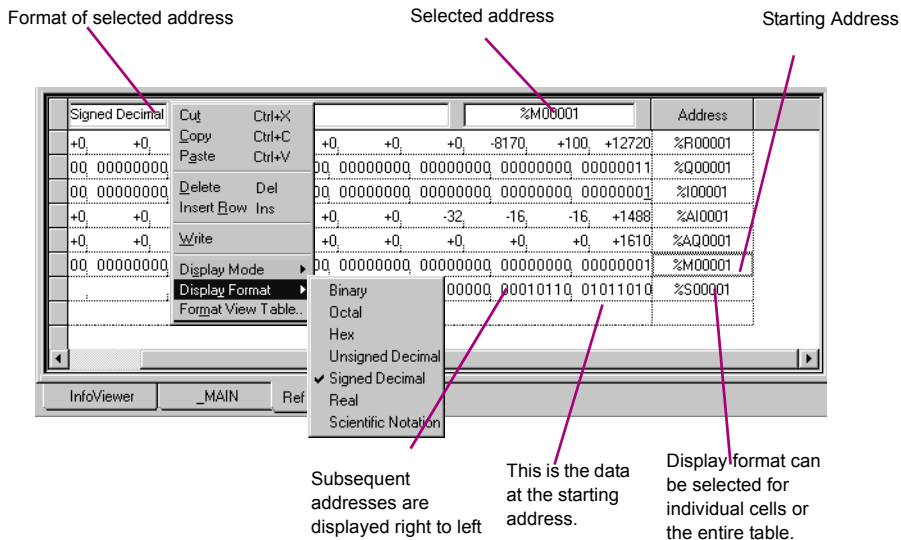 Format of selected address
Selected address
Starting Address
Signed Decimal
%M00001
Address
Cut Ctrl+X
Copy Ctrl+C
Paste Ctrl+V
Delete Del
Insert Row Ins
Write
Display Mode
Display Format
Format View Table..
+0, +0, +0, +0, +0, -8170, +100, +12720 %R00001
00, 00000000, 00, 00000000, 00000000, 00000000, 00000011 %Q00001
00, 00000000, 00, 00000000, 00000000, 00000000, 00000001 %I00001
+0, +0, +0, +0, -32, -16, -16, +1488 %AI0001
+0, +0, +0, +0, +0, +0, +0, +1610 %AQ0001
00, 00000000, 00, 00000000, 00000000, 00000000, 00000001 %M00001
, , 00000, 00010110, 01011010 %S00001
Binary
Octal
Hex
Unsigned Decimal
Signed Decimal
Real
Scientific Notation
InfoViewer
_MAIN
Ref
Subsequent
addresses are
displayed right to left
This is the data
at the starting
address.
Display format can
be selected for
individual cells or
the entire table.